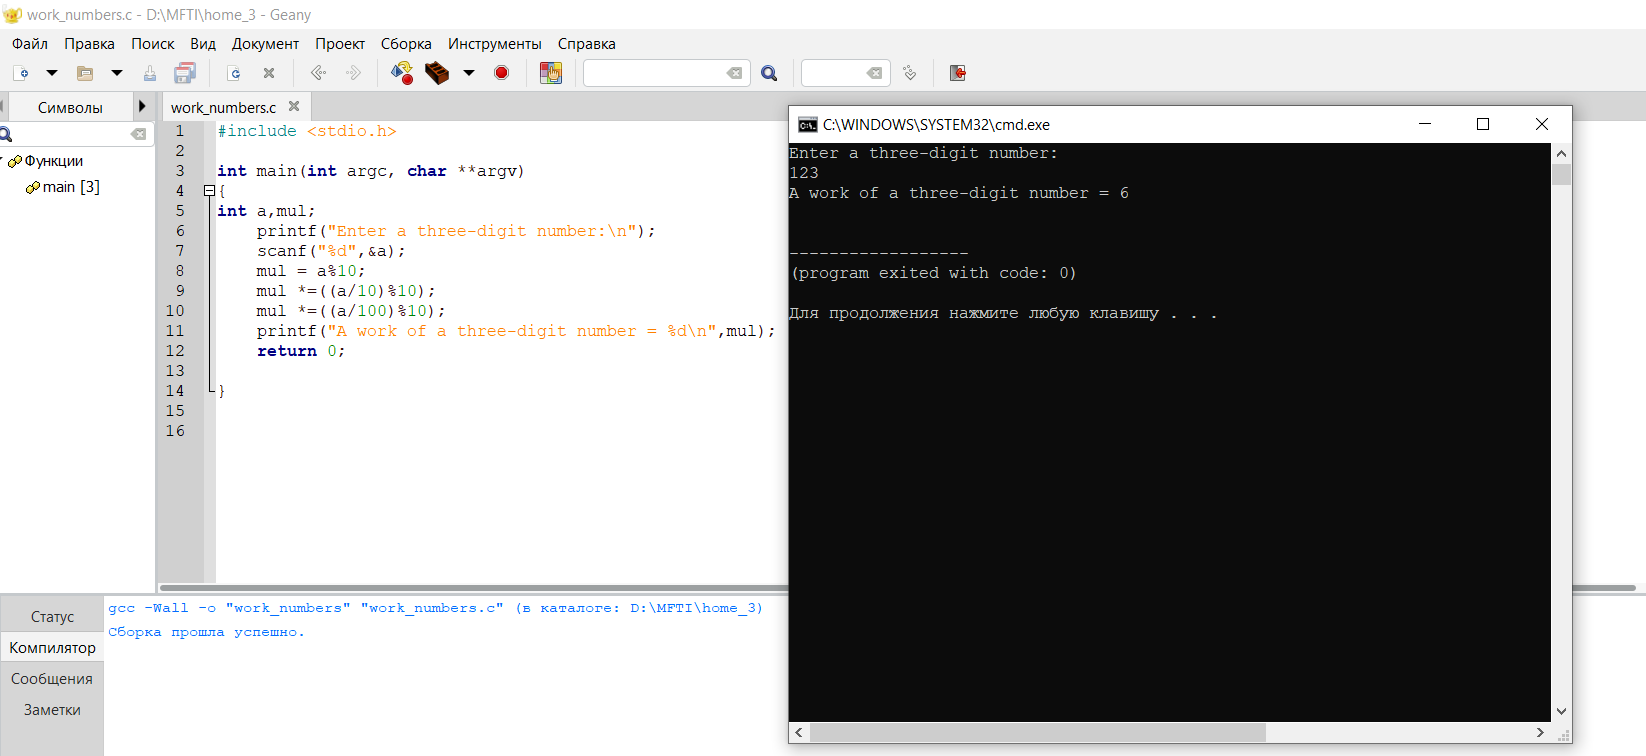 work_numbers.c - D:\MFTI\home_3 - Geany
Файл Правка Поиск Вид Документ Проект Сборка Инструменты Справка
Символы
Функции
main [3]
work_numbers.c
1 #include <stdio.h>
2
3 int main(int argc, char **argv)
4 {
5 int a,mul;
6 printf("Enter a three-digit number:\n");
7 scanf("%d",&a);
8 mul = a%10;
9 mul *=((a/10)%10);
10 mul *=((a/100)%10);
11 printf("A work of a three-digit number = %d\n",mul);
12 return 0;
13
14 }
15
16
C:\WINDOWS\SYSTEM32\cmd.exe
Enter a three-digit number:
123
A work of a three-digit number = 6
------------------
(program exited with code: 0)
Для продолжения нажмите любую клавишу . . .
Статус
Компилятор
Сообщения
Заметки
gcc -Wall -o "work_numbers" "work_numbers.c" (в каталоге: D:\MFTI\home_3)
Сборка прошла успешно.